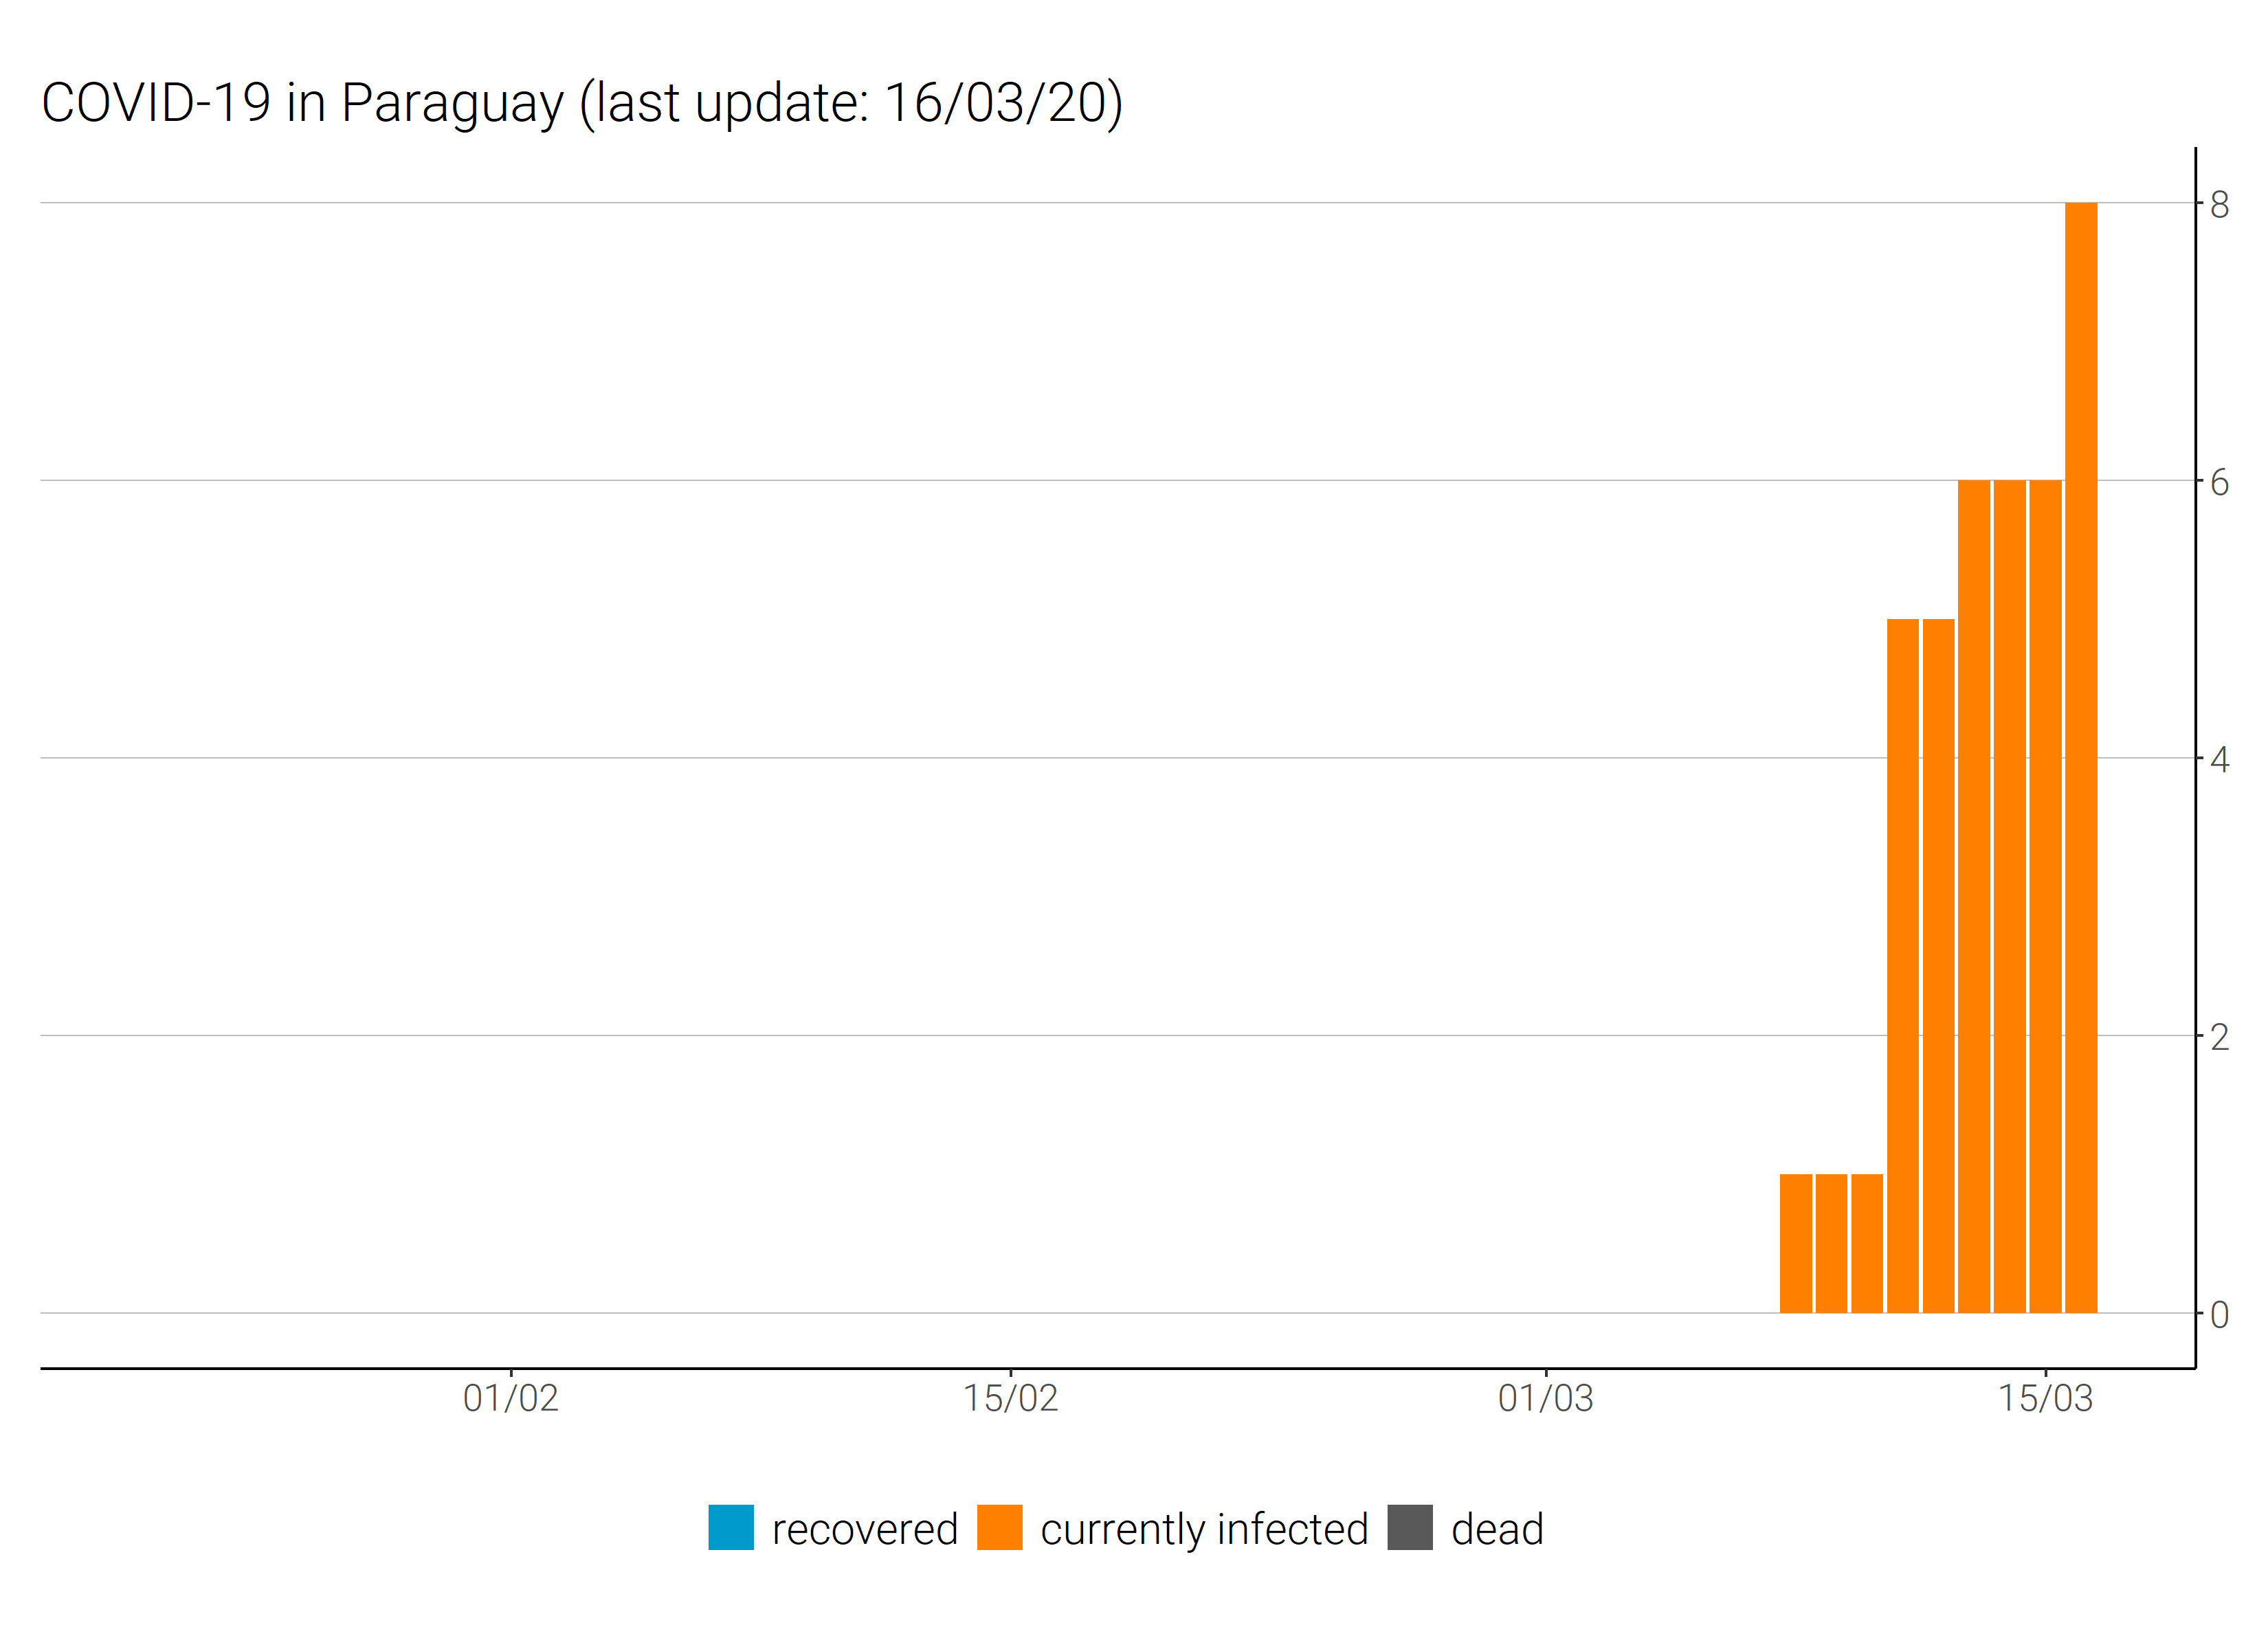 COVID-19 in Paraguay (last update: 16/03/20)
8
6
4
2
0
01/02 15/02 01/03 15/03
recovered currently infected dead